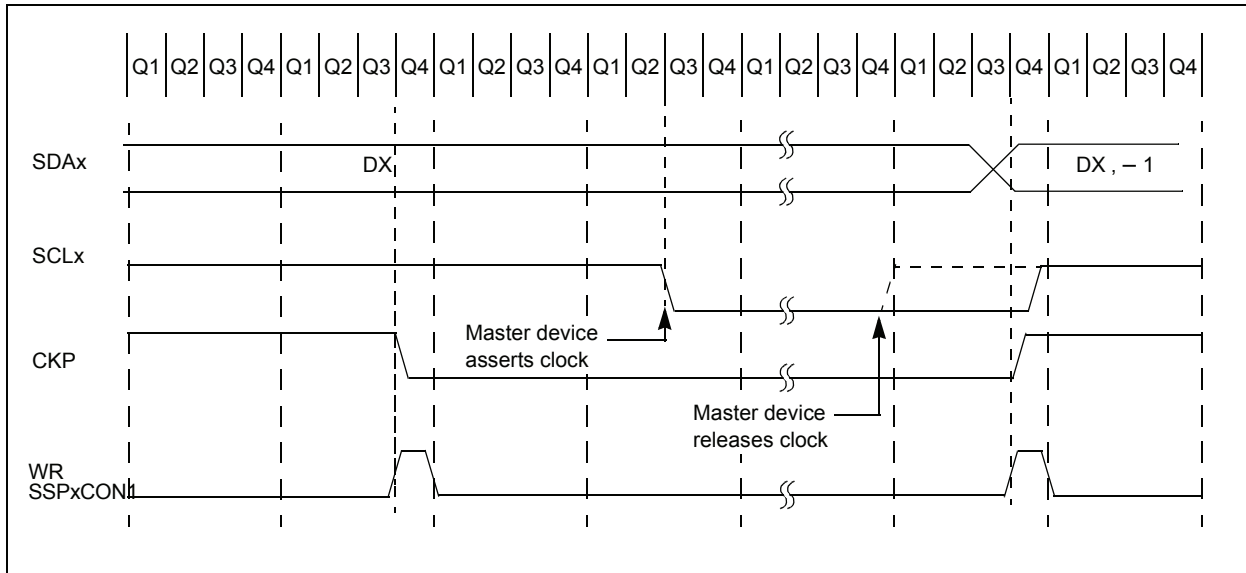 Q1 Q2 Q3 Q4 Q1 Q2 Q3 Q4 Q1 Q2 Q3 Q4 Q1 Q2 Q3 Q4 Q1 Q2 Q3 Q4 Q1 Q2 Q3 Q4 Q1 Q2 Q3 Q4
SDAx
DX
DX , – 1
SCLx
Master device
asserts clock
CKP
Master device
releases clock
WR
SSPxCON1